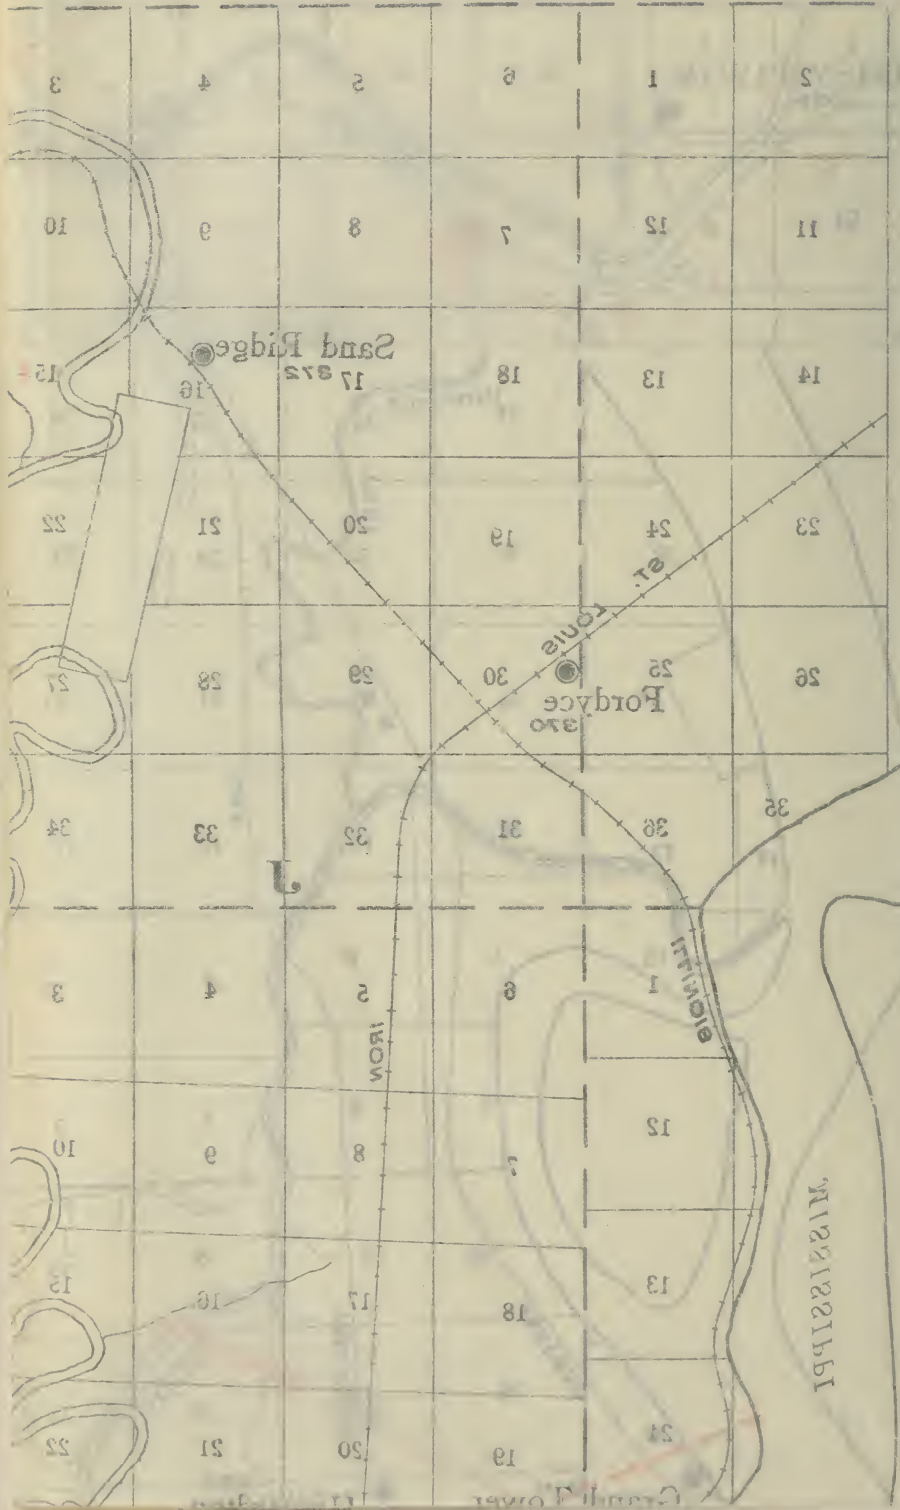 2 1 6 5 4 3
11 12 7 8 9 10
Sand Ridge
372
14 13 18 17 16 15
23 24 19 20 21 22
ST. LOUIS
26 25 30 29 28 27
Fordyce
370
35 36 31 32 33 34
J
1 6 5 4 3
ILLINOIS
IRON
12 7 8 9 10
MISSISSIPPI
13 18 17 16 15
24 19 20 21 22
Grand Tower